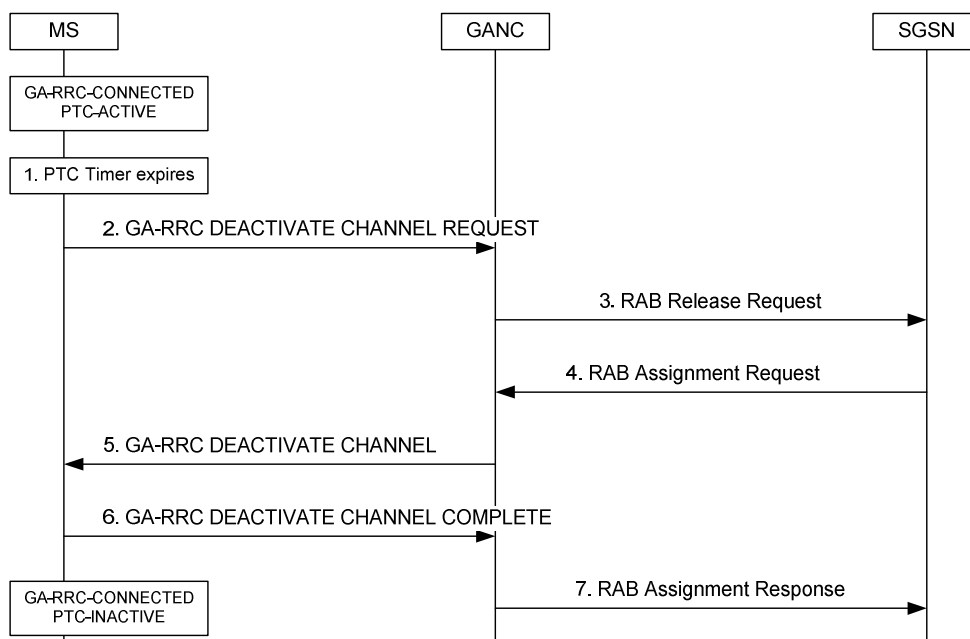 MS
GANC
SGSN
GA-RRC-CONNECTED
PTC-ACTIVE
1. PTC Timer expires
2. GA-RRC DEACTIVATE CHANNEL REQUEST
3. RAB Release Request
4. RAB Assignment Request
5. GA-RRC DEACTIVATE CHANNEL
6. GA-RRC DEACTIVATE CHANNEL COMPLETE
GA-RRC-CONNECTED
PTC-INACTIVE
7. RAB Assignment Response